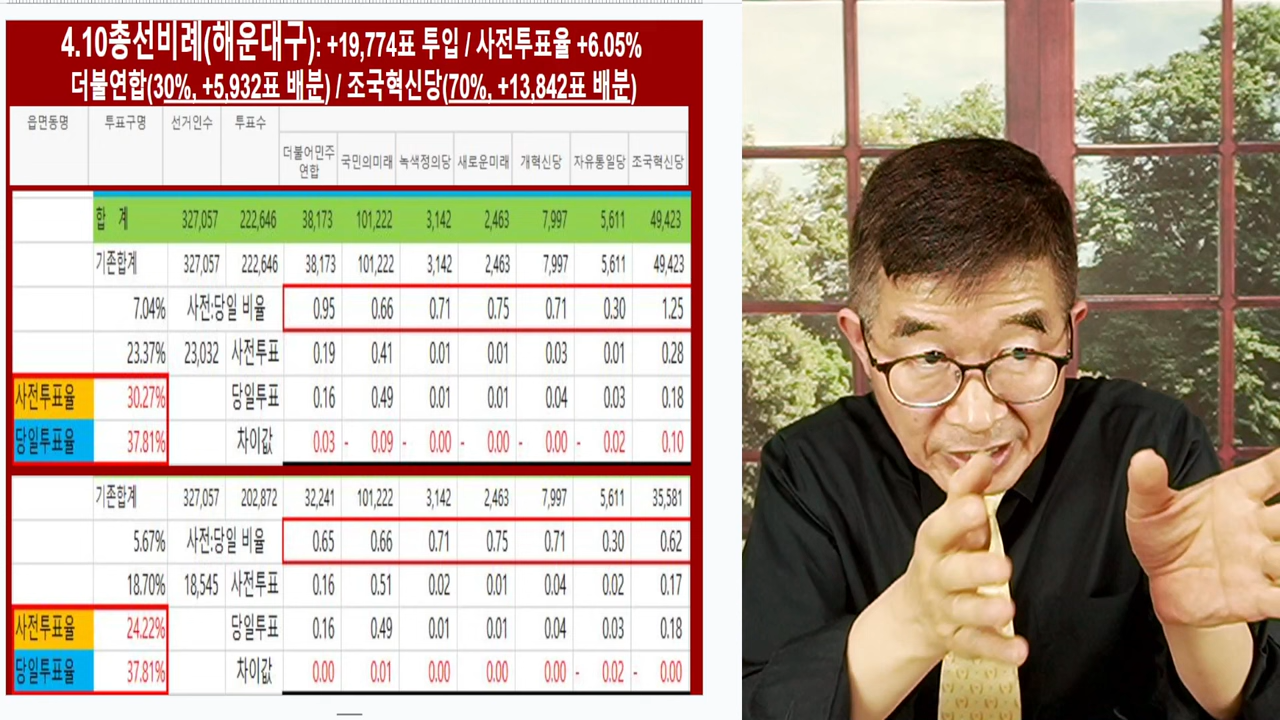 4.10총선비례(해운대구): +19,774표 투입 / 사전투표율 +6.05%
더불연합(30%, +5,932표 배분) / 조국혁신당(70%, +13,842표 배분)
읍면동명 투표구명 선거인수 투표수
더불어민주연합 국민의미래 녹색정의당 새로운미래 개혁신당 자유통일당 조국혁신당
합 계 327,057 222,646 38,173 101,222 3,142 2,463 7,997 5,611 49,423
기존합계 327,057 222,646 38,173 101,222 3,142 2,463 7,997 5,611 49,423
7.04% 사전:당일 비율 0.95 0.66 0.71 0.75 0.71 0.30 1.25
23.37% 23,032 사전투표 0.19 0.41 0.01 0.01 0.03 0.01 0.28
사전투표율 30.27% 당일투표 0.16 0.49 0.01 0.01 0.04 0.03 0.18
당일투표율 37.81% 차이값 0.03 - 0.09 - 0.00 - 0.00 - 0.00 - 0.02 0.10
기존합계 327,057 202,872 32,241 101,222 3,142 2,463 7,997 5,611 35,581
5.67% 사전:당일 비율 0.65 0.66 0.71 0.75 0.71 0.30 0.62
18.70% 18,545 사전투표 0.16 0.51 0.02 0.01 0.04 0.02 0.17
사전투표율 24.22% 당일투표 0.16 0.49 0.01 0.01 0.04 0.03 0.18
당일투표율 37.81% 차이값 0.00 0.01 0.00 0.00 0.00 - 0.02 - 0.00